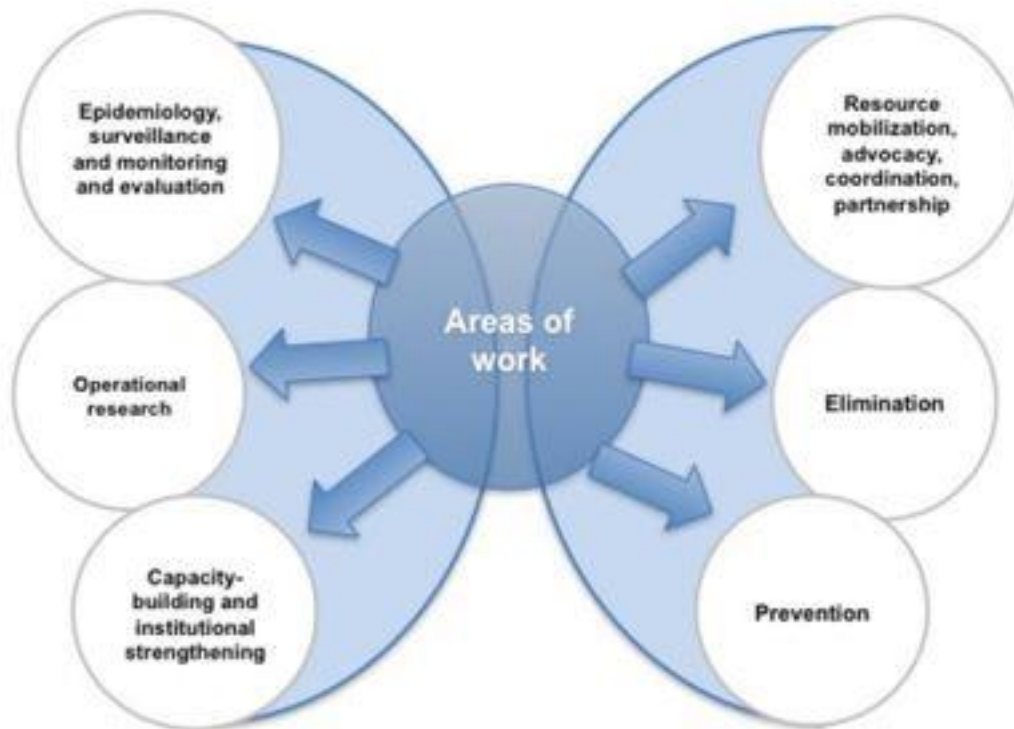 Epidemiology,
surveillance
and monitoring
and evaluation
Operational
research
Capacity-
building and
institutional
strengthening
Areas of
work
Resource
mobilization,
advocacy,
coordination,
partnership
Elimination
Prevention